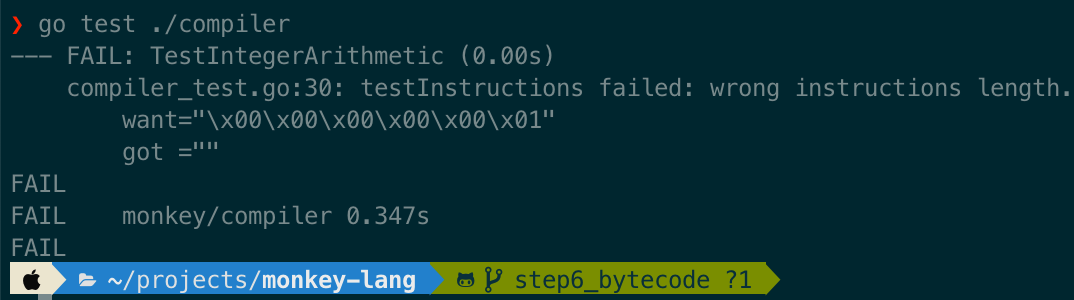 ❯ go test ./compiler
--- FAIL: TestIntegerArithmetic (0.00s)
    compiler_test.go:30: testInstructions failed: wrong instructions length.
        want="\x00\x00\x00\x00\x00\x01"
        got =""
FAIL
FAIL    monkey/compiler 0.347s
FAIL
~/projects/monkey-lang step6_bytecode ?1